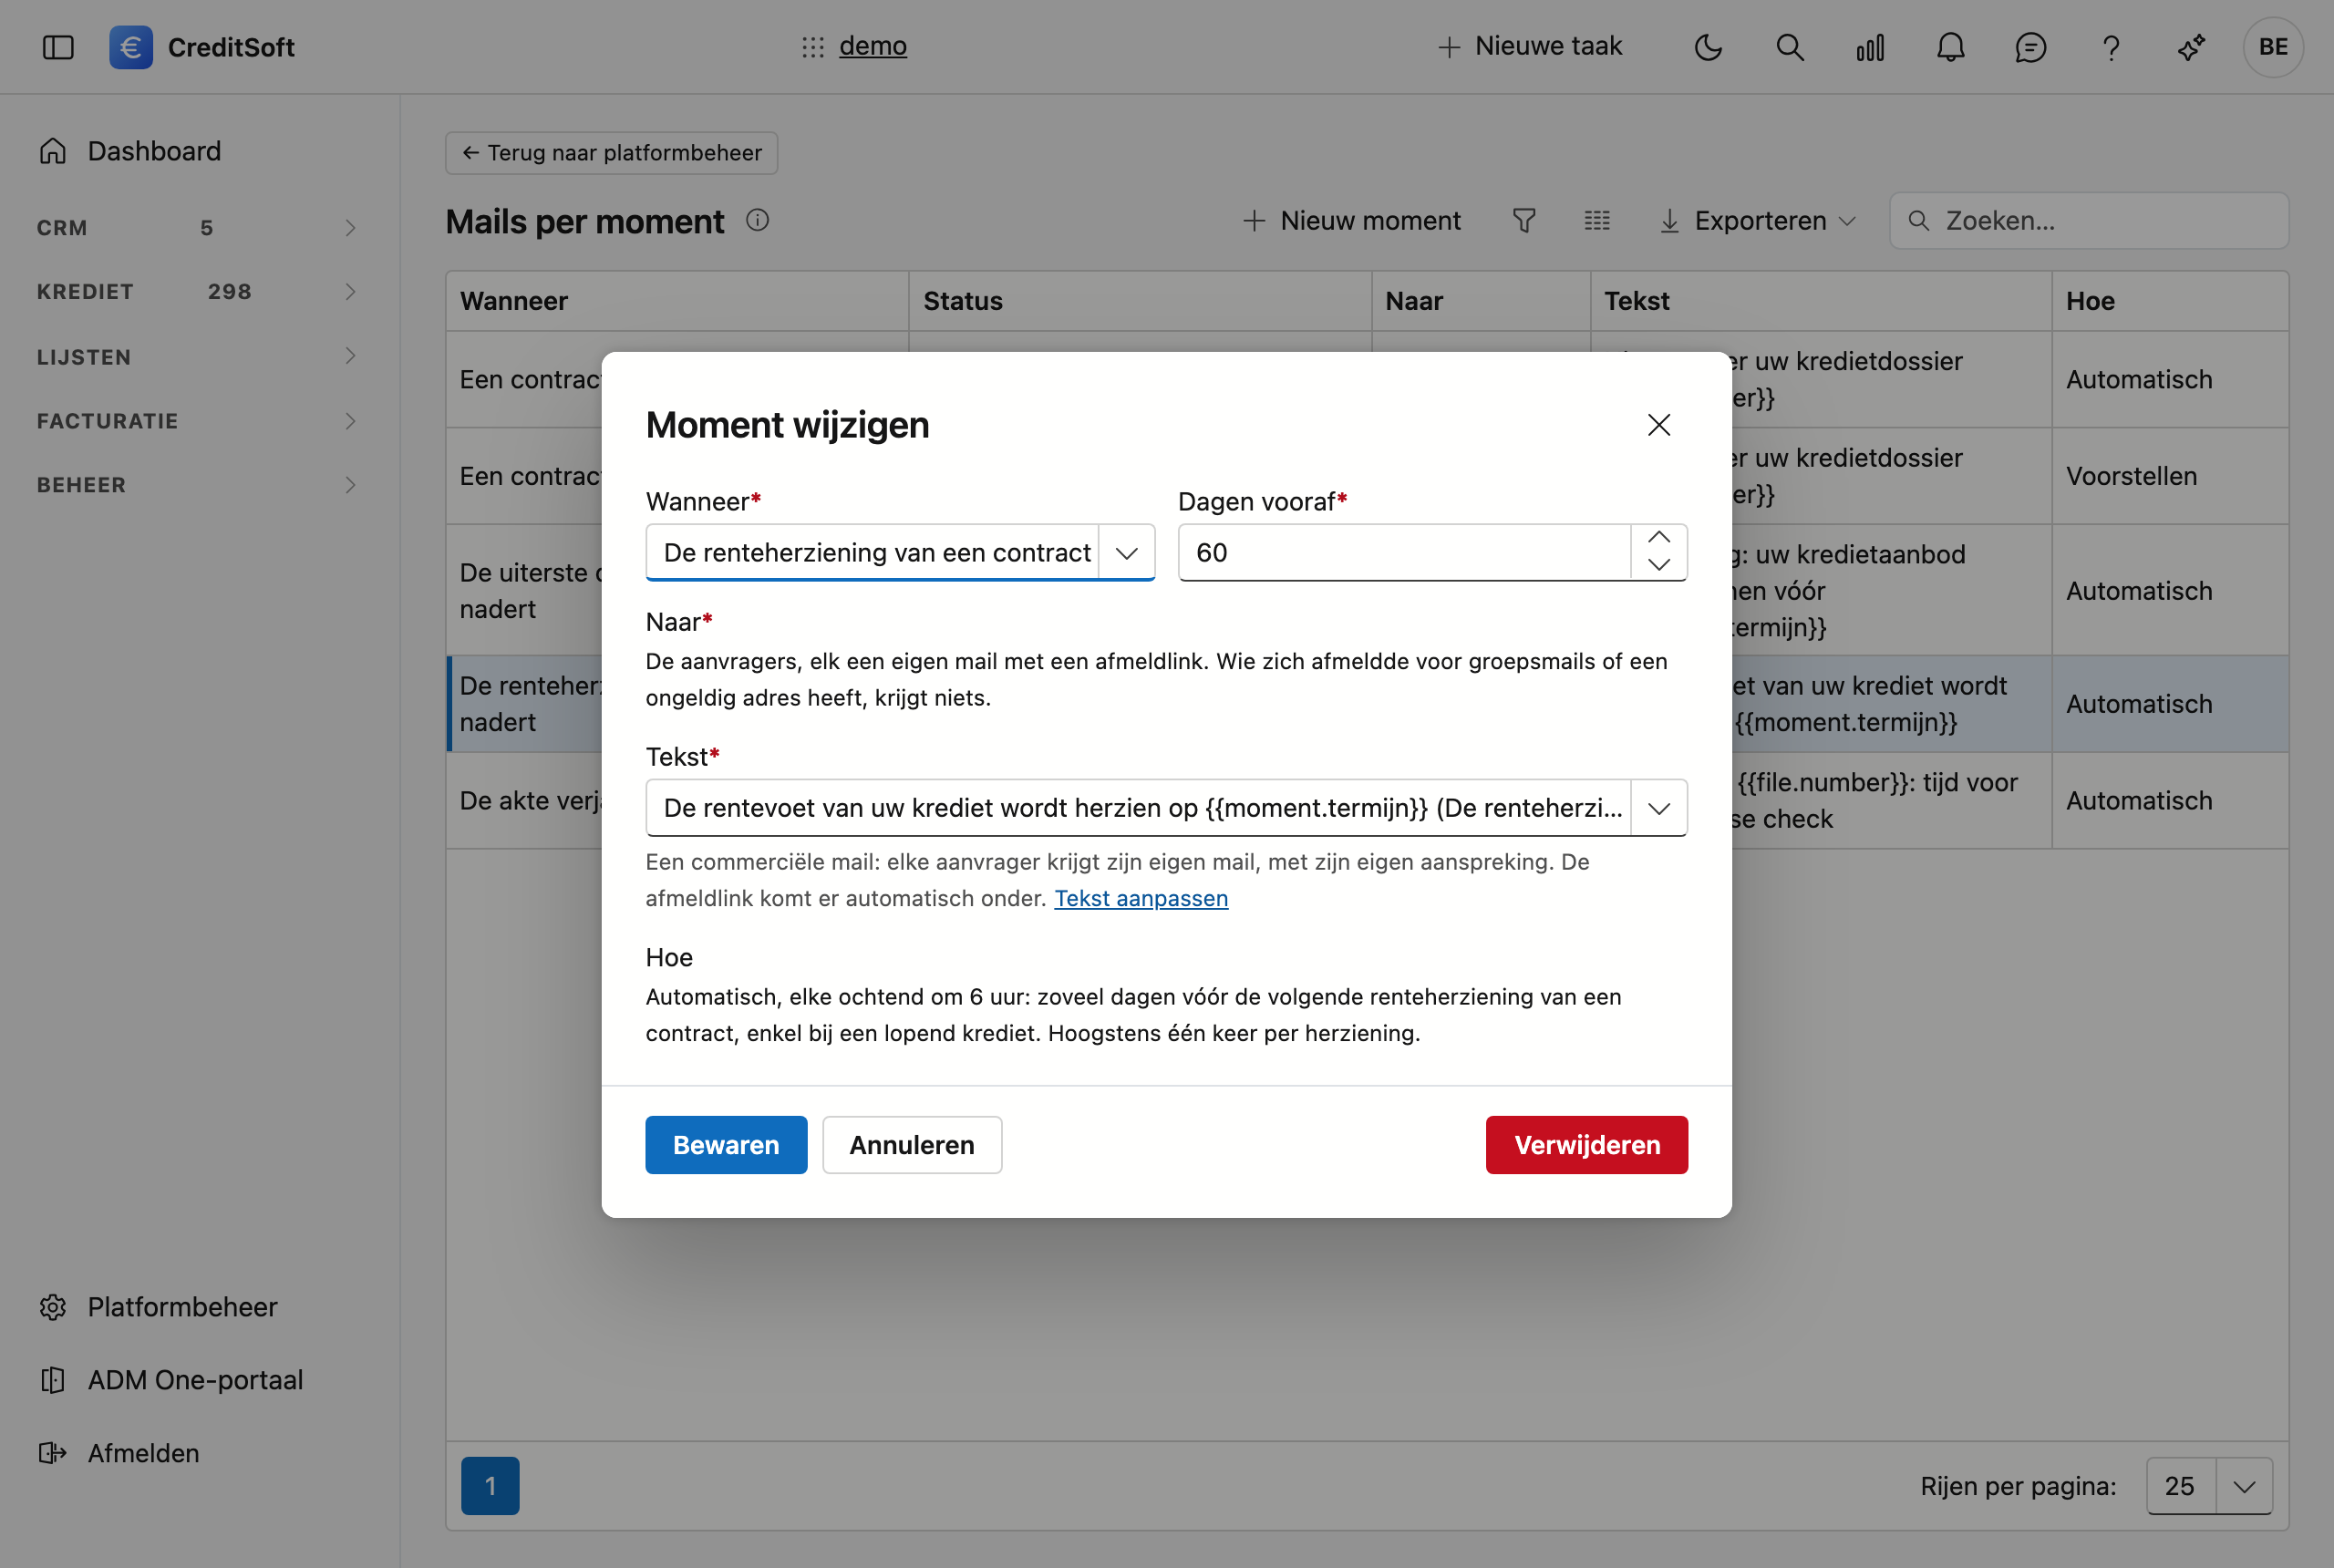 CreditSoft
demo
Nieuwe taak
BE
Dashboard
CRM 5
KREDIET 298
LIJSTEN
FACTURATIE
BEHEER
Platformbeheer
ADM One-portaal
Afmelden
← Terug naar platformbeheer
Mails per moment
Nieuw moment
Exporteren
Zoeken...
Wanneer Status Naar Tekst Hoe
Een contrac
er uw kredietdossier
er}}
Automatisch
Een contrac
er uw kredietdossier
er}}
Voorstellen
De uiterste
nadert
: uw kredietaanbod
en vóór
termijn}}
Automatisch
De renteher
nadert
et van uw krediet wordt
{{moment.termijn}}
Automatisch
De akte verj
{{file.number}}: tijd voor
se check
Automatisch
Moment wijzigen
Wanneer* Dagen vooraf*
De renteherziening van een contract 60
Naar*
De aanvragers, elk een eigen mail met een afmeldlink. Wie zich afmeldde voor groepsmails of een
ongeldig adres heeft, krijgt niets.
Tekst*
De rentevoet van uw krediet wordt herzien op {{moment.termijn}} (De renteherzi...
Een commerciële mail: elke aanvrager krijgt zijn eigen mail, met zijn eigen aanspreking. De
afmeldlink komt er automatisch onder. Tekst aanpassen
Hoe
Automatisch, elke ochtend om 6 uur: zoveel dagen vóór de volgende renteherziening van een
contract, enkel bij een lopend krediet. Hoogstens één keer per herziening.
Bewaren Annuleren Verwijderen
1
Rijen per pagina: 25